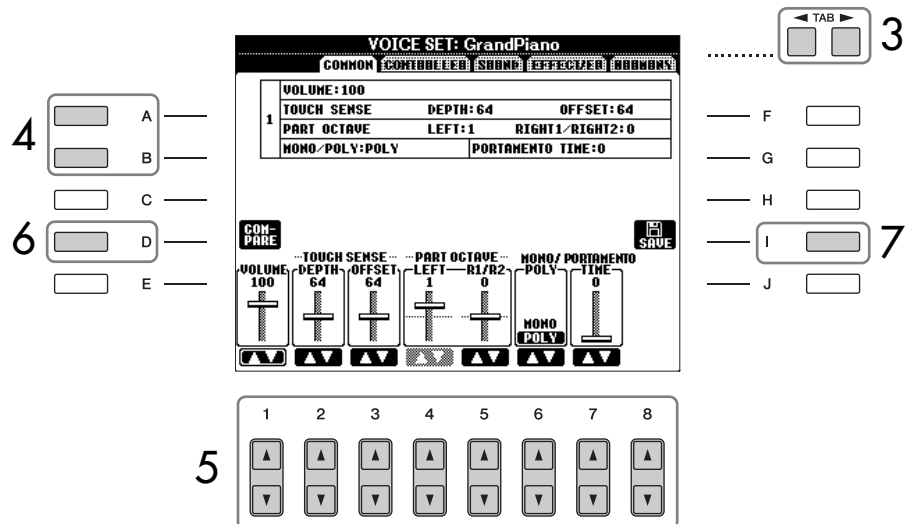 ◄ TAB ►
3
VOICE SET: GrandPiano
COMMON CONTROLLER SOUND EFFECT/EQ HARMONY
VOLUME:100
1 TOUCH SENSE DEPTH:64 OFFSET:64
PART OCTAVE LEFT:1 RIGHT1/RIGHT2:0
MONO/POLY:POLY PORTAMENTO TIME:0
4
A
B
C
6
D
E
F
G
H
I
7
J
COM-
PARE
SAVE
TOUCH SENSE PART OCTAVE MONO/ PORTAMENTO
VOLUME DEPTH OFFSET LEFT R1/R2 POLY TIME
100 64 64 1 0 0
MONO
POLY
1 2 3 4 5 6 7 8
5